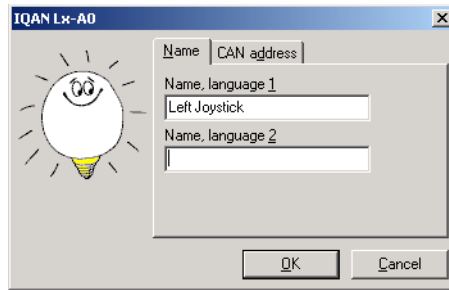 IQAN Lx-A0
Name
CAN address
Name, language 1
Left Joystick
Name, language 2
OK
Cancel